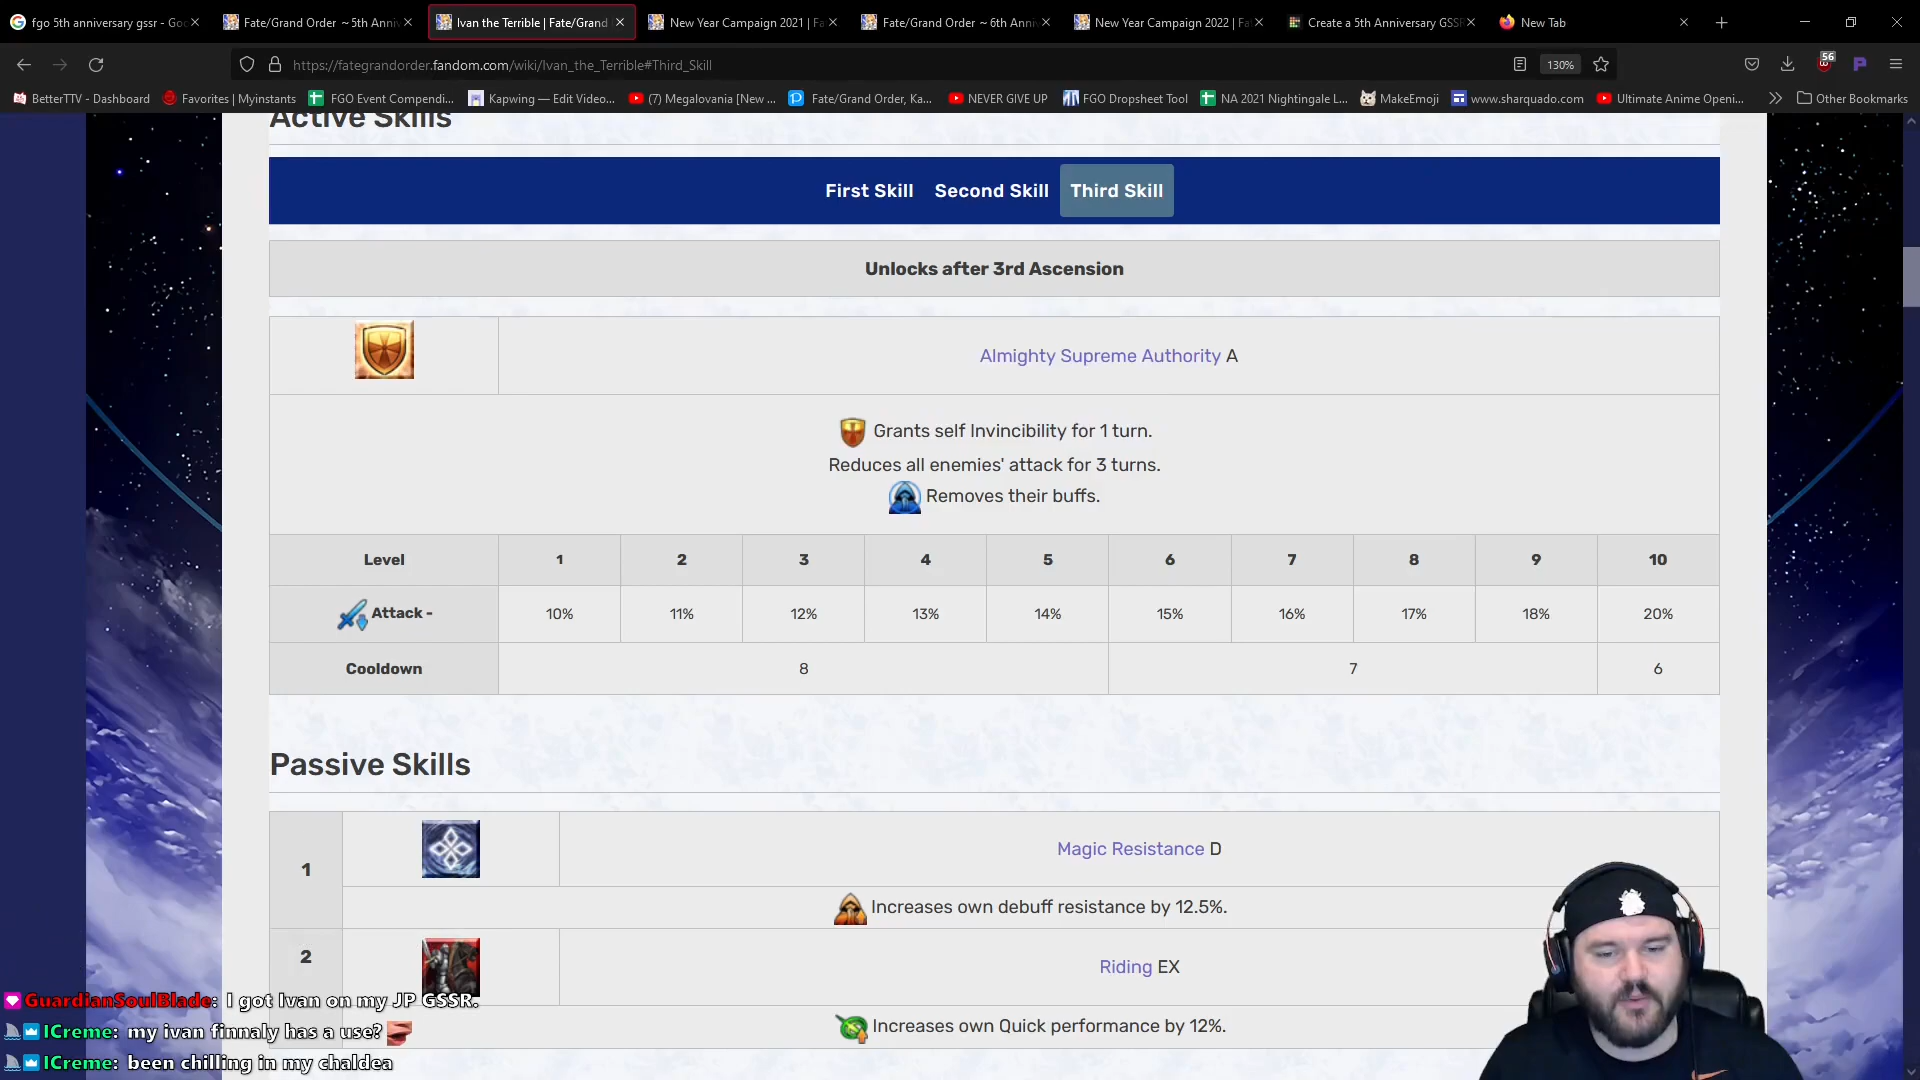 fgo 5th anniversary gssr - Goo
Fate/Grand Order ～5th Anniv
Ivan the Terrible | Fate/Grand
New Year Campaign 2021 | Fa
Fate/Grand Order ～6th Anniv
New Year Campaign 2022 | Fa
Create a 5th Anniversary GSSR
New Tab
https://fategrandorder.fandom.com/wiki/Ivan_the_Terrible#Third_Skill
130%
56
BetterTTV - Dashboard
Favorites | Myinstants
FGO Event Compendi...
Kapwing — Edit Video...
(7) Megalovania [New ...
Fate/Grand Order, Ka...
NEVER GIVE UP
FGO Dropsheet Tool
NA 2021 Nightingale L...
MakeEmoji
www.sharquado.com
Ultimate Anime Openi...
Other Bookmarks
Active Skills
First Skill
Second Skill
Third Skill
Unlocks after 3rd Ascension
Almighty Supreme Authority A
Grants self Invincibility for 1 turn.
Reduces all enemies' attack for 3 turns.
Removes their buffs.
Level 1 2 3 4 5 6 7 8 9 10
Attack - 10% 11% 12% 13% 14% 15% 16% 17% 18% 20%
Cooldown 8 7 6
Passive Skills
1
Magic Resistance D
Increases own debuff resistance by 12.5%.
2
Riding EX
Increases own Quick performance by 12%.
GuardianSoulBlade: I got Ivan on my JP GSSR.
ICreme: my ivan finnaly has a use?
ICreme: been chilling in my chaldea